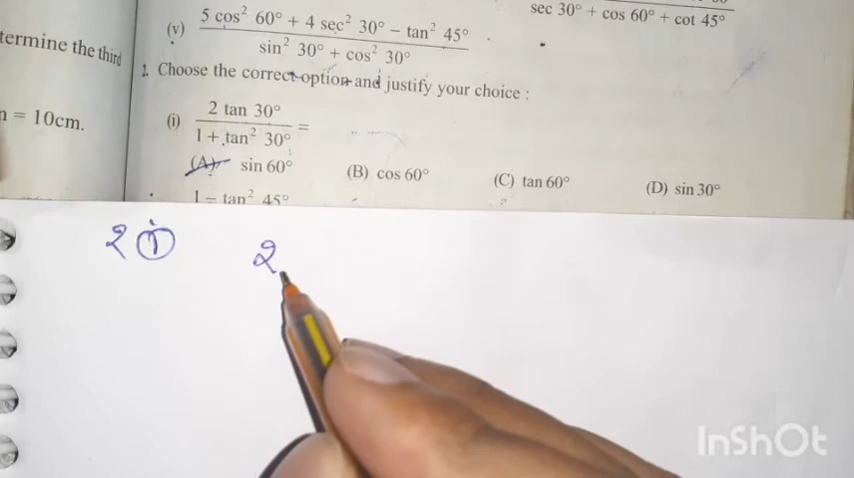 sec 30° + cos 60° + cot 45°
(v) 5 cos² 60° + 4 sec² 30° − tan² 45°
sin² 30° + cos² 30°
termine the third
2. Choose the correct option and justify your choice :
= 10cm.
(i) 2 tan 30°
1 + tan² 30° =
(A) sin 60° (B) cos 60° (C) tan 60° (D) sin 30°
1 − tan² 45°
२ (i) २
InShOt